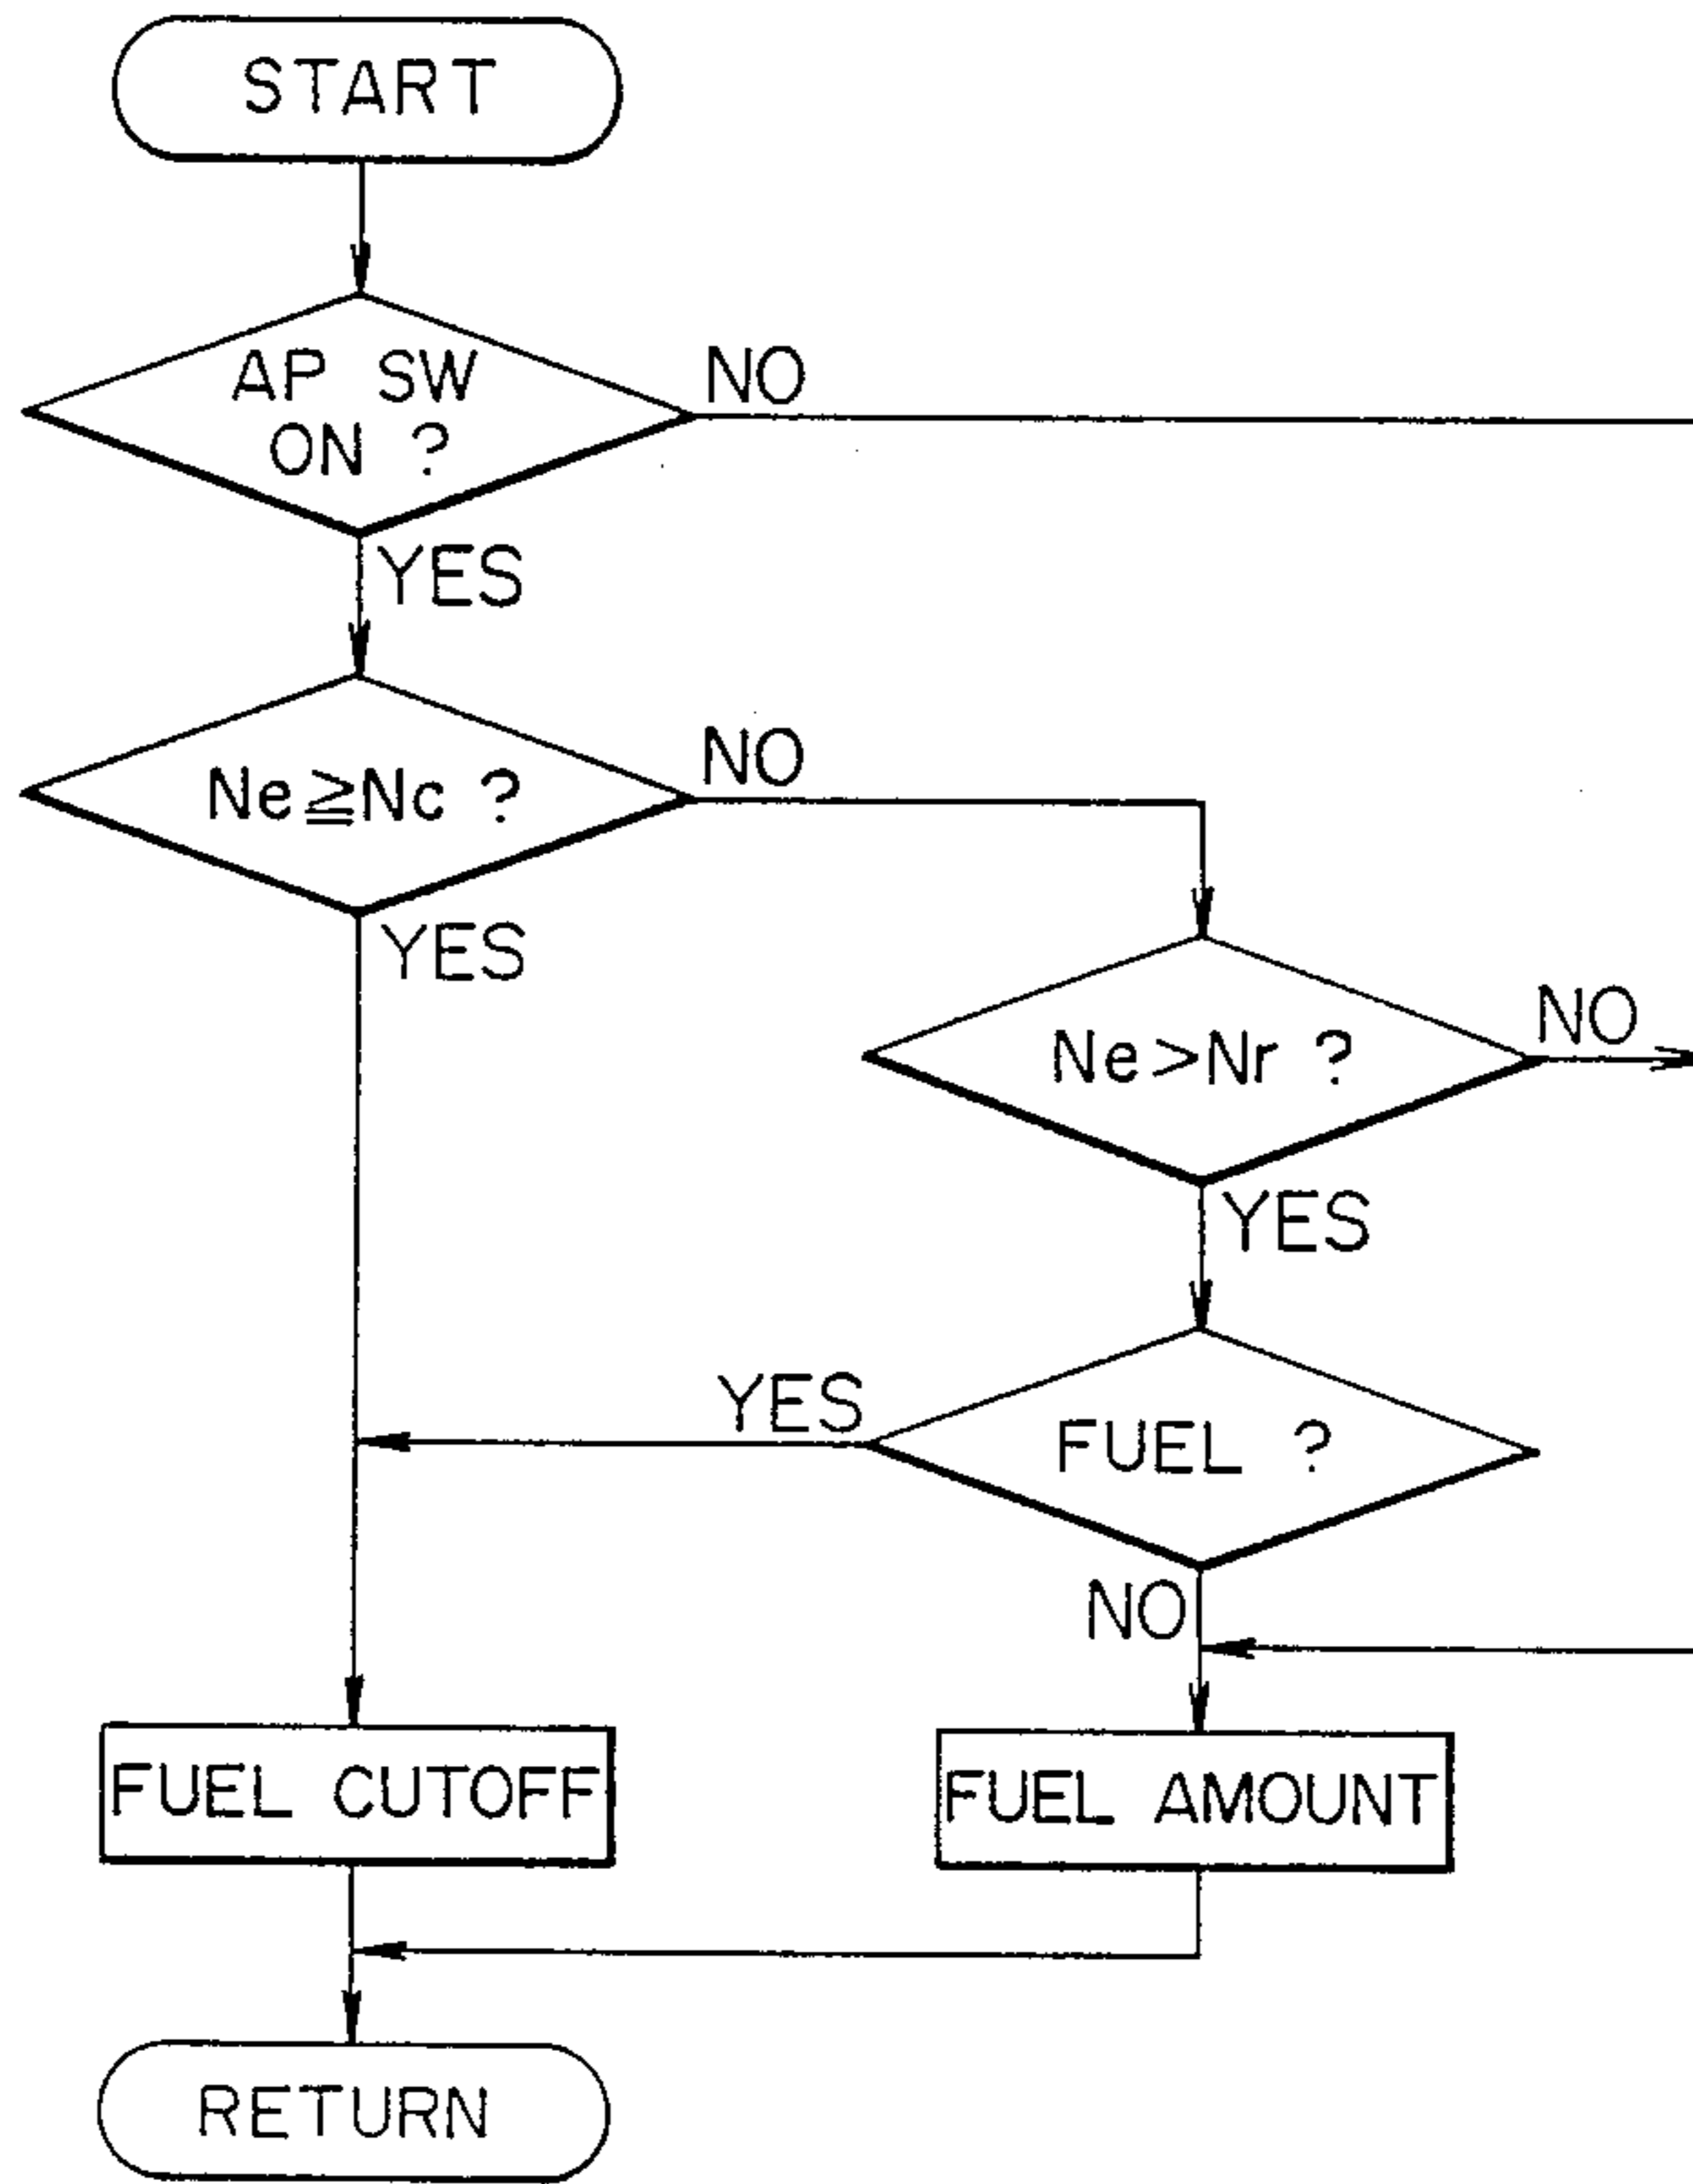 START
AP SW
ON ?
NO
YES
Ne≧Nc ?
NO
YES
Ne>Nr ?
NO
YES
FUEL ?
YES
NO
FUEL CUTOFF
FUEL AMOUNT
RETURN